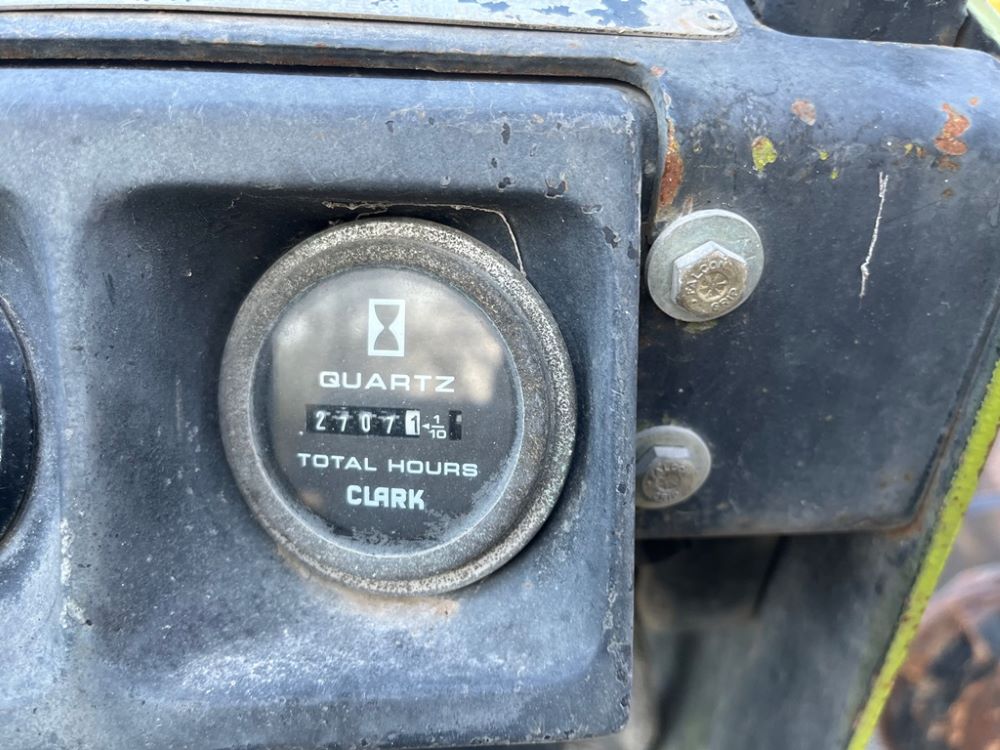 QUARTZ
27071 1/10
TOTAL HOURS
CLARK